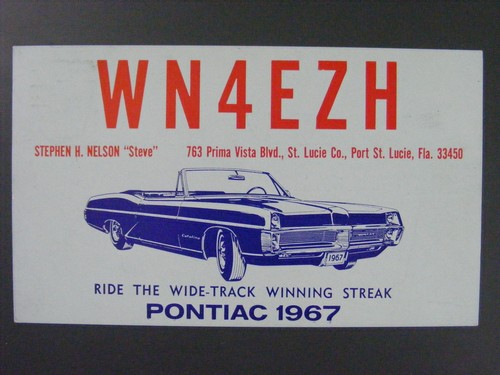 WN4EZH
STEPHEN H. NELSON "Steve" 763 Prima Vista Blvd., St. Lucie Co., Port St. Lucie, Fla. 33450
1967
RIDE THE WIDE-TRACK WINNING STREAK
PONTIAC 1967